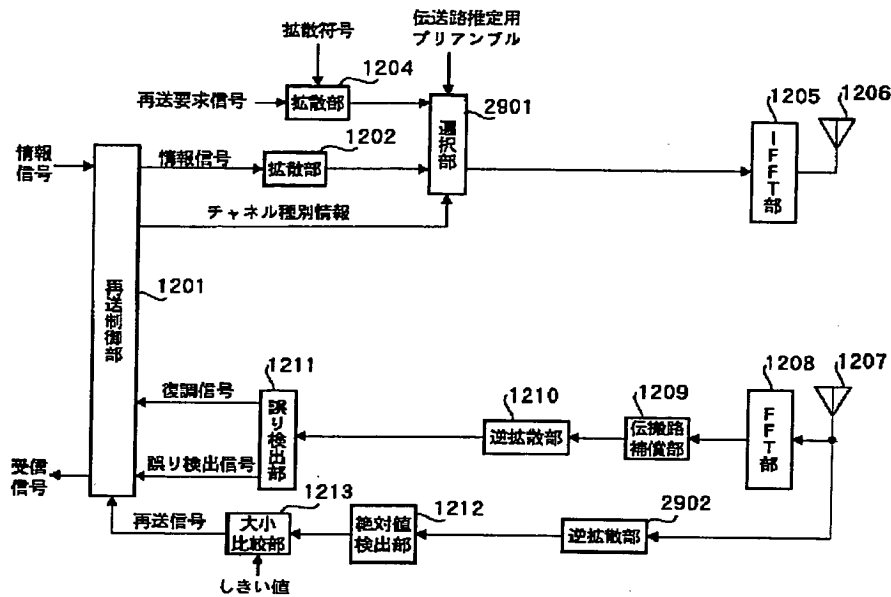 拡散符号
伝送路推定用
プリアンブル
1204
再送要求信号
拡散部
2901
選択部
1205
IFFT部
1206
情報
信号
情報信号
1202
拡散部
チャネル種別情報
1201
再送制御部
復調信号
1211
誤り検出部
誤り検出信号
1210
逆拡散部
1209
伝搬路
補償部
1208
FFT部
1207
受信
信号
再送信号
1213
大小
比較部
しきい値
1212
絶対値
検出部
2902
逆拡散部